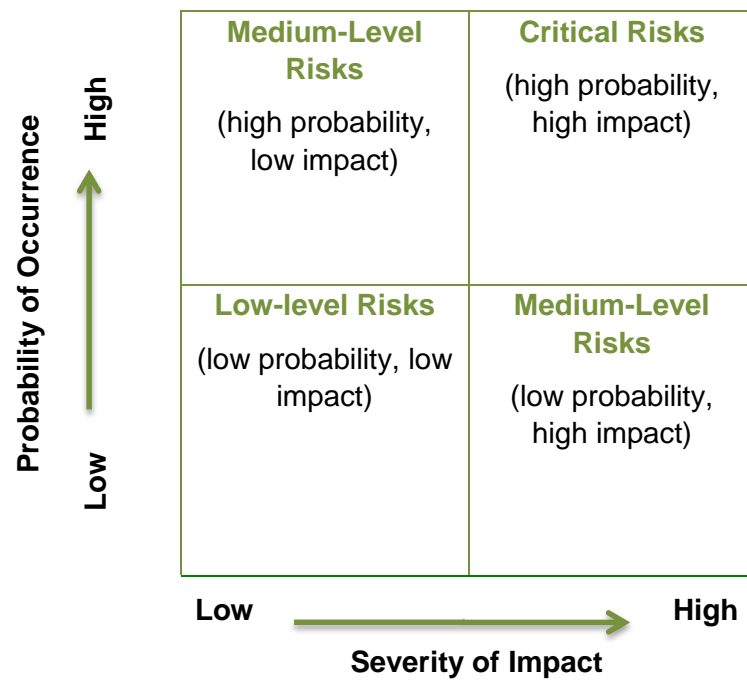 Probability of Occurrence
High
Low
Medium-Level
Risks
(high probability,
low impact)
Critical Risks
(high probability,
high impact)
Low-level Risks
(low probability, low
impact)
Medium-Level
Risks
(low probability,
high impact)
Low
High
Severity of Impact